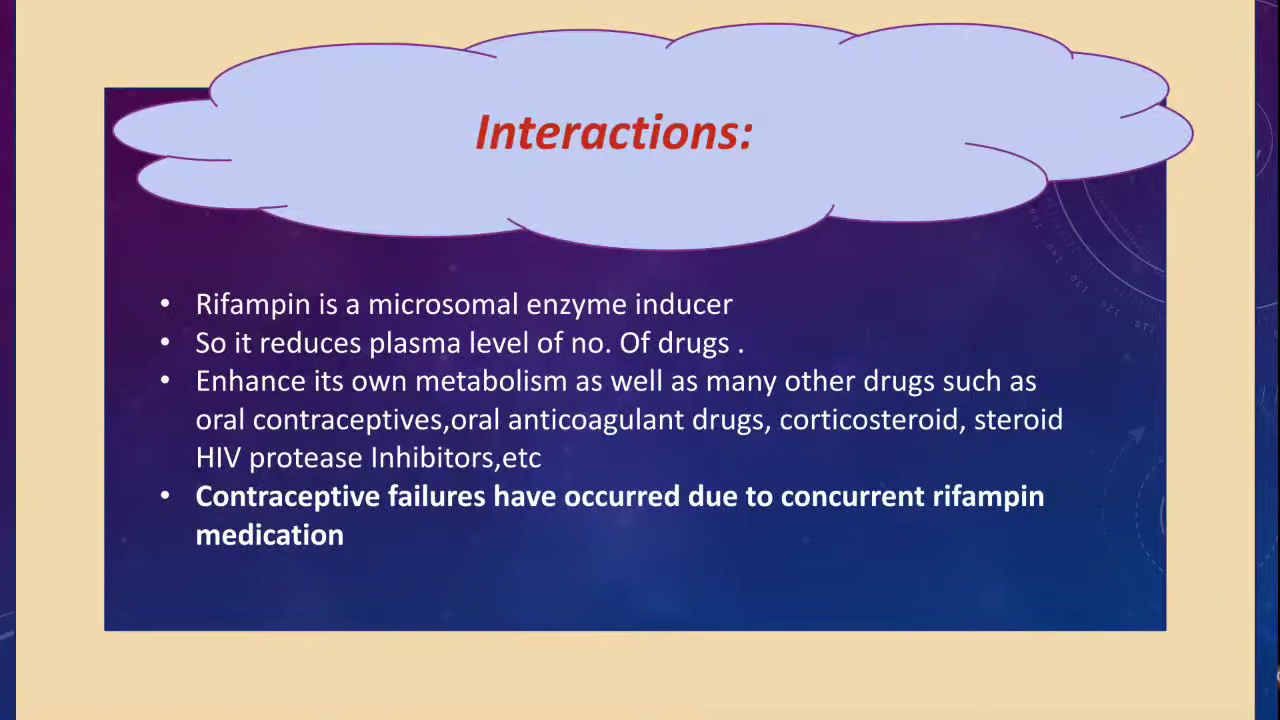 Interactions:
• Rifampin is a microsomal enzyme inducer
• So it reduces plasma level of no. Of drugs .
• Enhance its own metabolism as well as many other drugs such as
oral contraceptives,oral anticoagulant drugs, corticosteroid, steroid
HIV protease Inhibitors,etc
• Contraceptive failures have occurred due to concurrent rifampin
medication